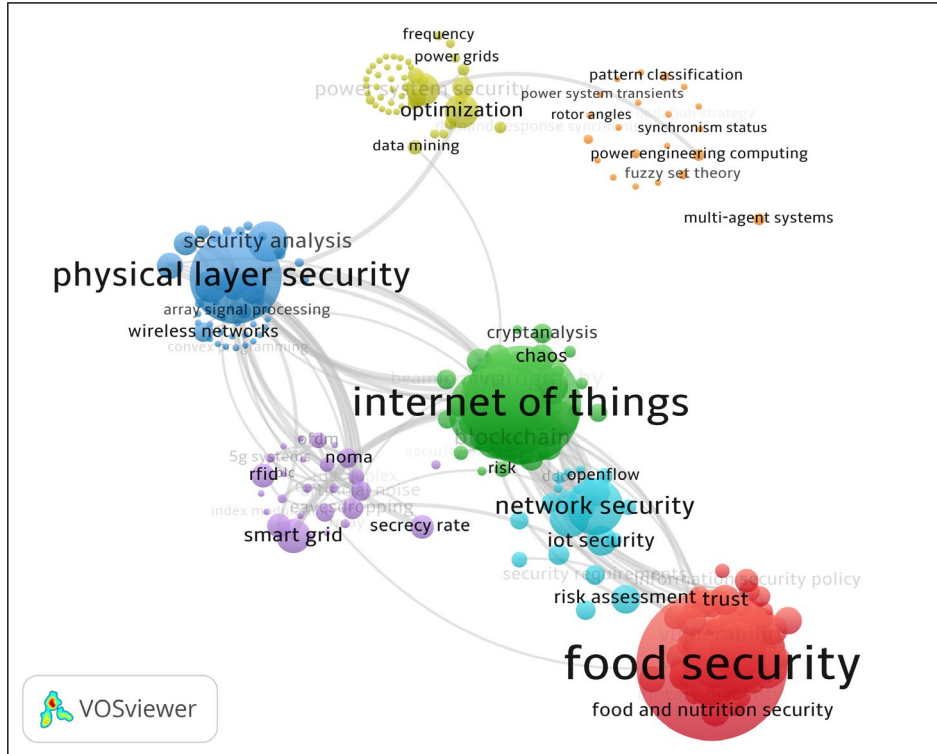 frequency
power grids
pattern classification
power system security
power system transients
optimization
rotor angles
synchronism status
data mining
power engineering computing
fuzzy set theory
multi-agent systems
security analysis
physical layer security
array signal processing
wireless networks
convex programming
cryptanalysis
chaos
internet of things
blockchain
ofdm
5g systems
noma
rfid
risk
openflow
eavesdropping
network security
secrecy rate
smart grid
iot security
security requirements
information security policy
risk assessment
trust
food security
food and nutrition security
VOSviewer